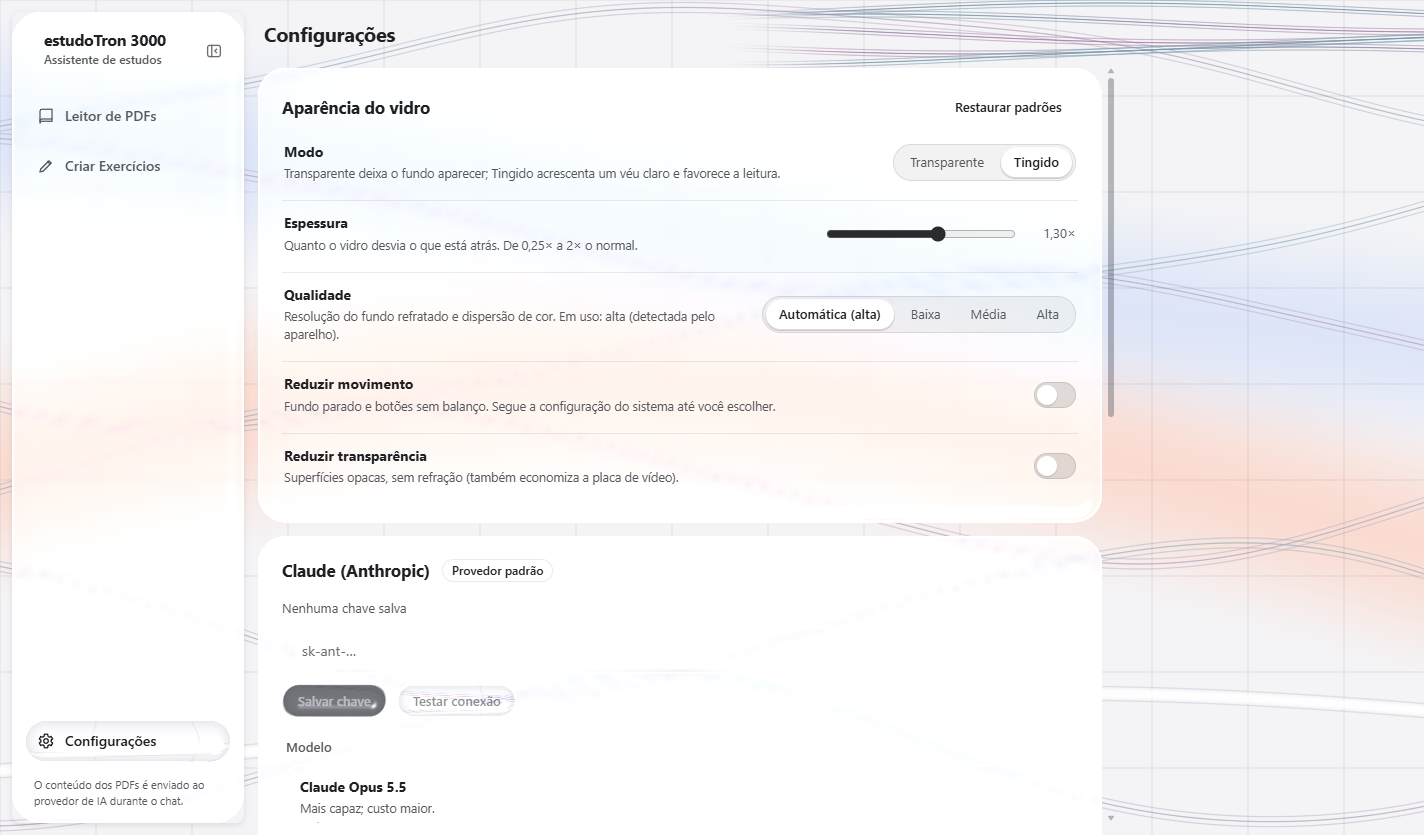 estudoTron 3000
Assistente de estudos
Leitor de PDFs
Criar Exercícios
Configurações
O conteúdo dos PDFs é enviado ao
provedor de IA durante o chat.
Configurações
Aparência do vidro
Restaurar padrões
Modo
Transparente deixa o fundo aparecer; Tingido acrescenta um véu claro e favorece a leitura.
Transparente
Tingido
Espessura
Quanto o vidro desvia o que está atrás. De 0,25× a 2× o normal.
1,30×
Qualidade
Resolução do fundo refratado e dispersão de cor. Em uso: alta (detectada pelo
aparelho).
Automática (alta)
Baixa
Média
Alta
Reduzir movimento
Fundo parado e botões sem balanço. Segue a configuração do sistema até você escolher.
Reduzir transparência
Superfícies opacas, sem refração (também economiza a placa de vídeo).
Claude (Anthropic)
Provedor padrão
Nenhuma chave salva
sk-ant-...
Salvar chave
Testar conexão
Modelo
Claude Opus 5.5
Mais capaz; custo maior.